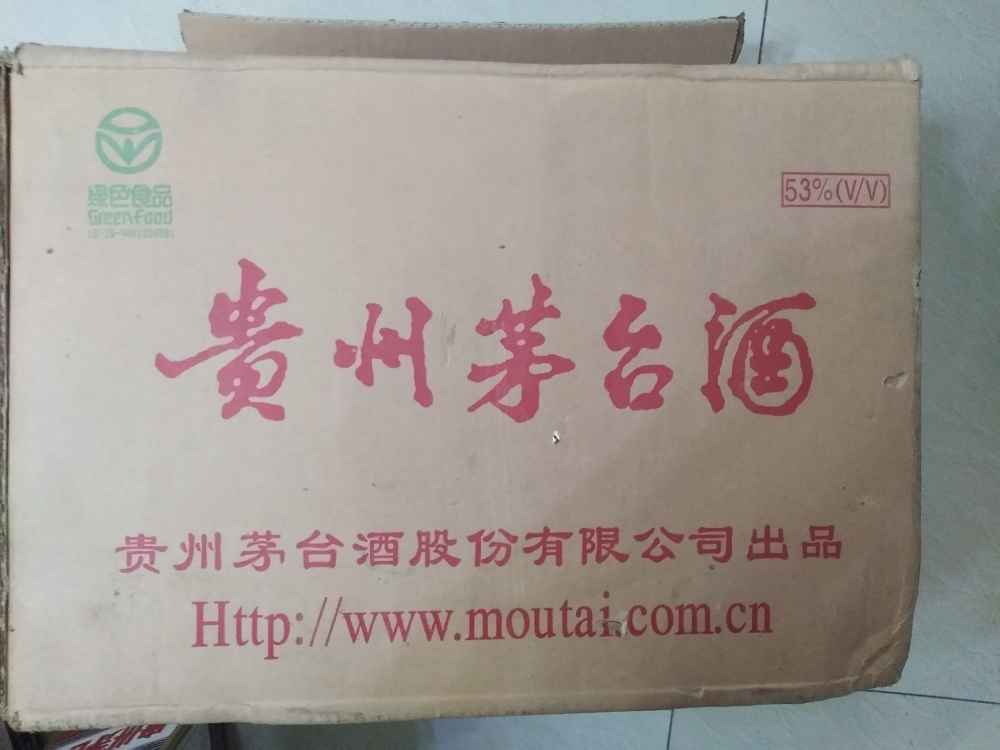 绿色食品
Green Food
53%(V/V)
贵州茅台酒
贵州茅台酒股份有限公司出品
Http://www.moutai.com.cn